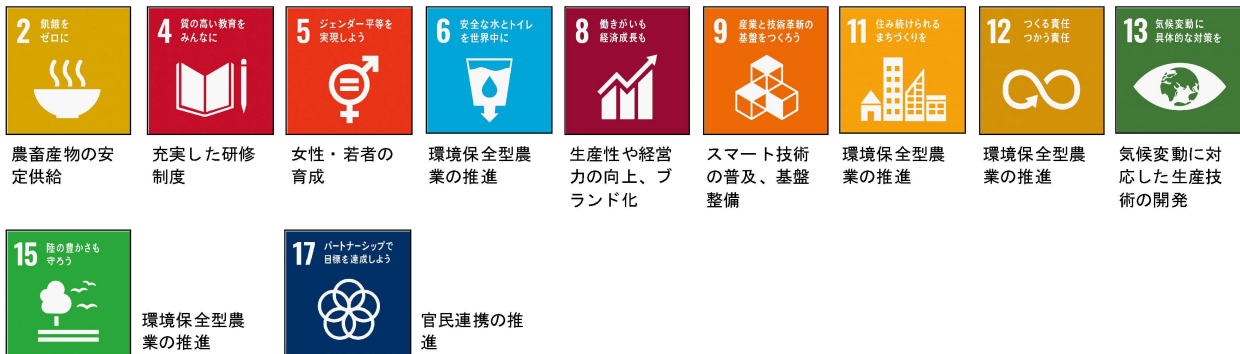 2 飢餓を
ゼロに
農畜産物の安
定供給
4 質の高い教育を
みんなに
充実した研修
制度
5 ジェンダー平等を
実現しよう
女性・若者の
育成
6 安全な水とトイレ
を世界中に
環境保全型農
業の推進
8 働きがいも
経済成長も
生産性や経営
力の向上、ブ
ランド化
9 産業と技術革新の
基盤をつくろう
スマート技術
の普及、基盤
整備
11 住み続けられる
まちづくりを
環境保全型農
業の推進
12 つくる責任
つかう責任
環境保全型農
業の推進
13 気候変動に
具体的な対策を
気候変動に対
応した生産技
術の開発
15 陸の豊かさも
守ろう
環境保全型農
業の推進
17 パートナーシップで
目標を達成しよう
官民連携の推
進